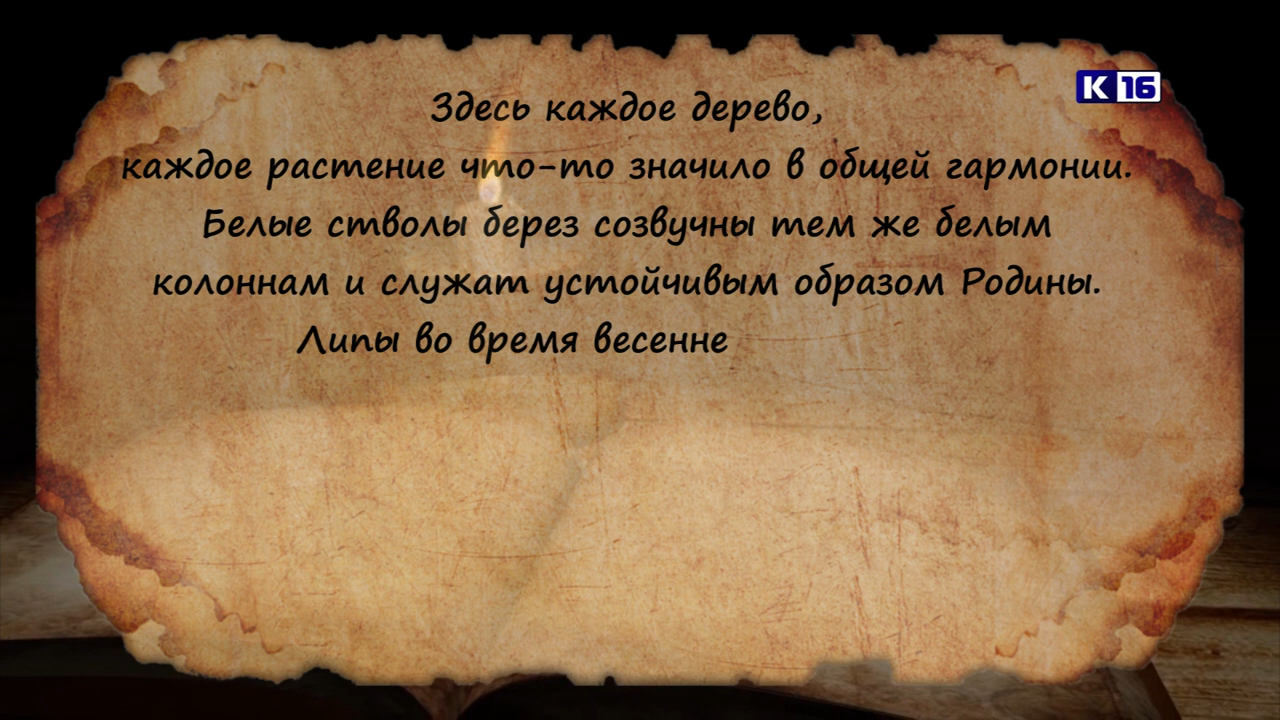 К 16
Здесь каждое дерево,
каждое растение что-то значило в общей гармонии.
Белые стволы берез созвучны тем же белым
колоннам и служат устойчивым образом Родины.
Липы во время весенне